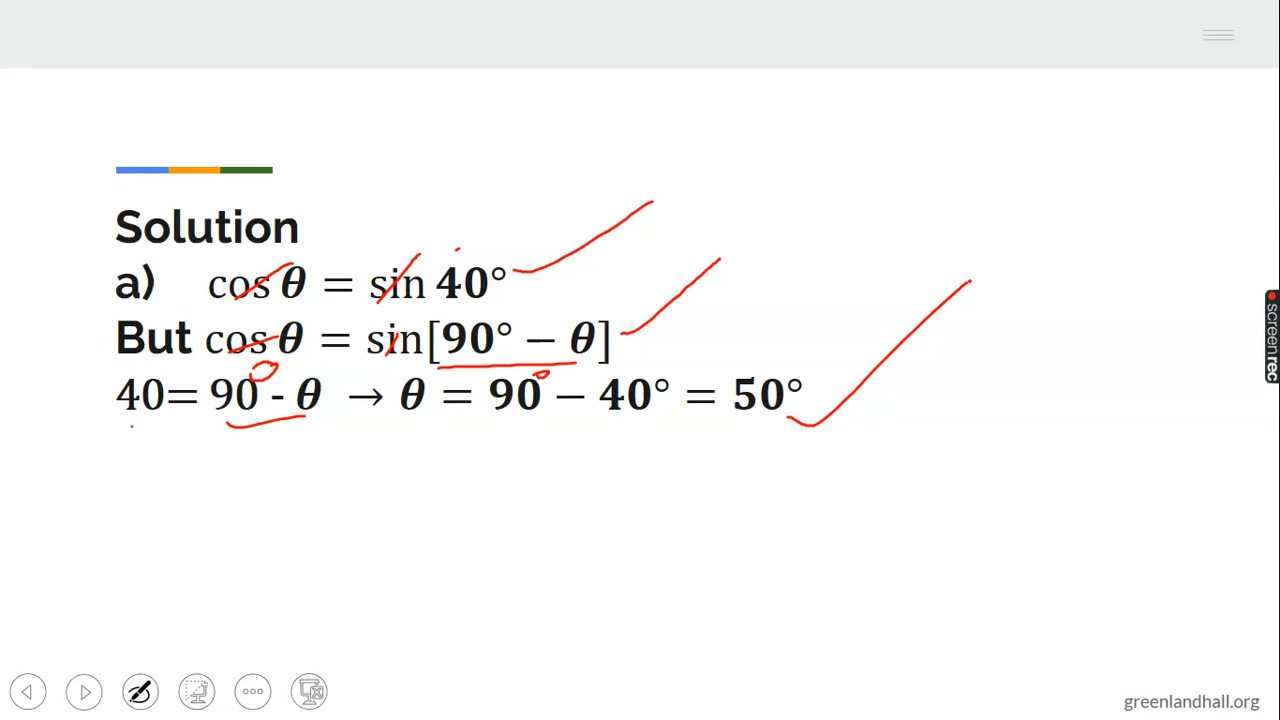 Solution
a) cos θ = sin 40°
But cos θ = sin[90° − θ]
40= 90° - θ → θ = 90° − 40° = 50°
greenlandhall.org
screenrec